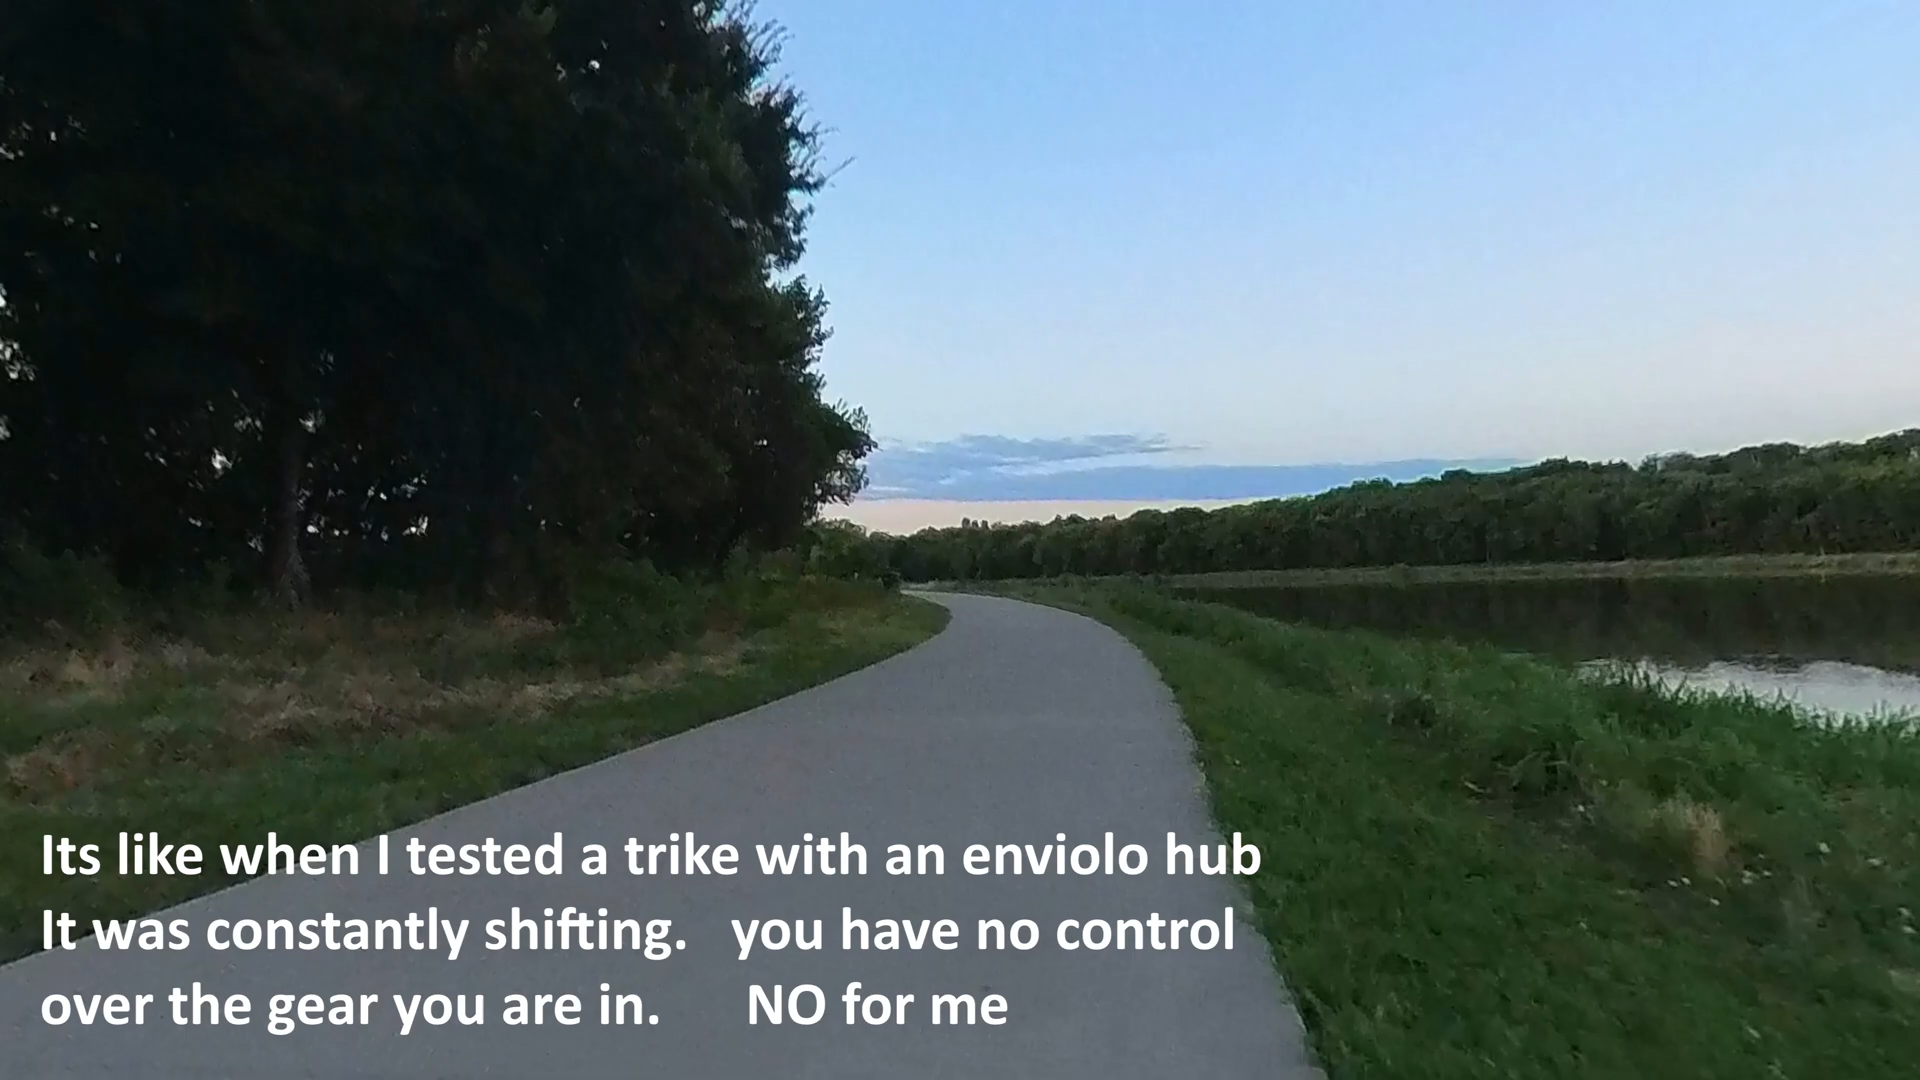 Its like when I tested a trike with an enviolo hub
It was constantly shifting.   you have no control
over the gear you are in.      NO for me